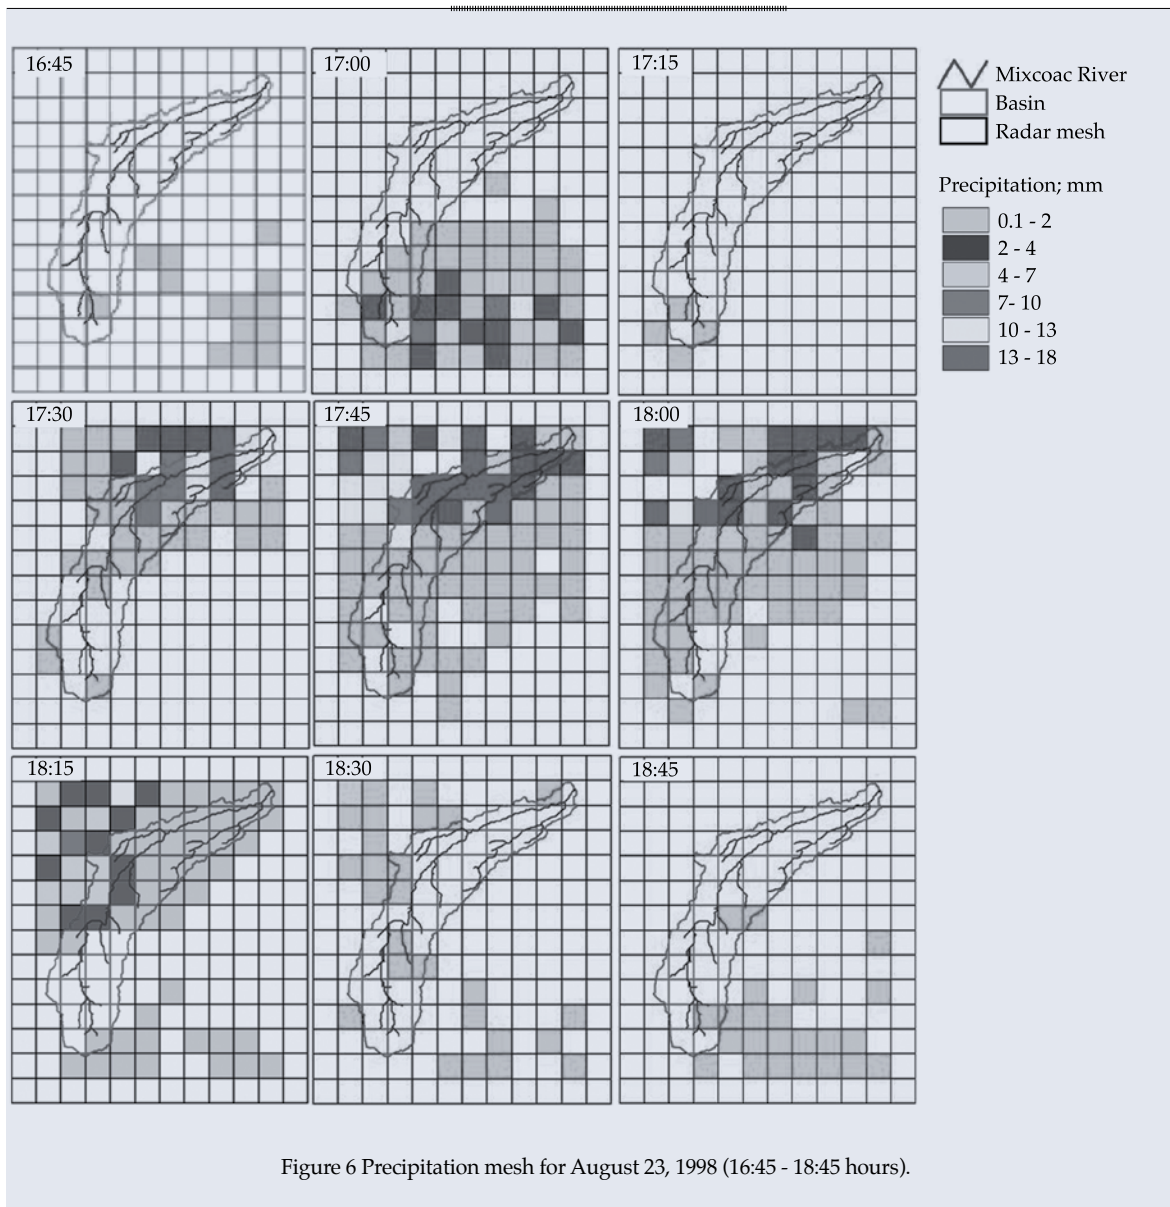 16:45
17:00
17:15
Mixcoac River
Basin
Radar mesh
Precipitation; mm
0.1 - 2
2 - 4
4 - 7
7- 10
10 - 13
13 - 18
17:30
17:45
18:00
18:15
18:30
18:45
Figure 6 Precipitation mesh for August 23, 1998 (16:45 - 18:45 hours).